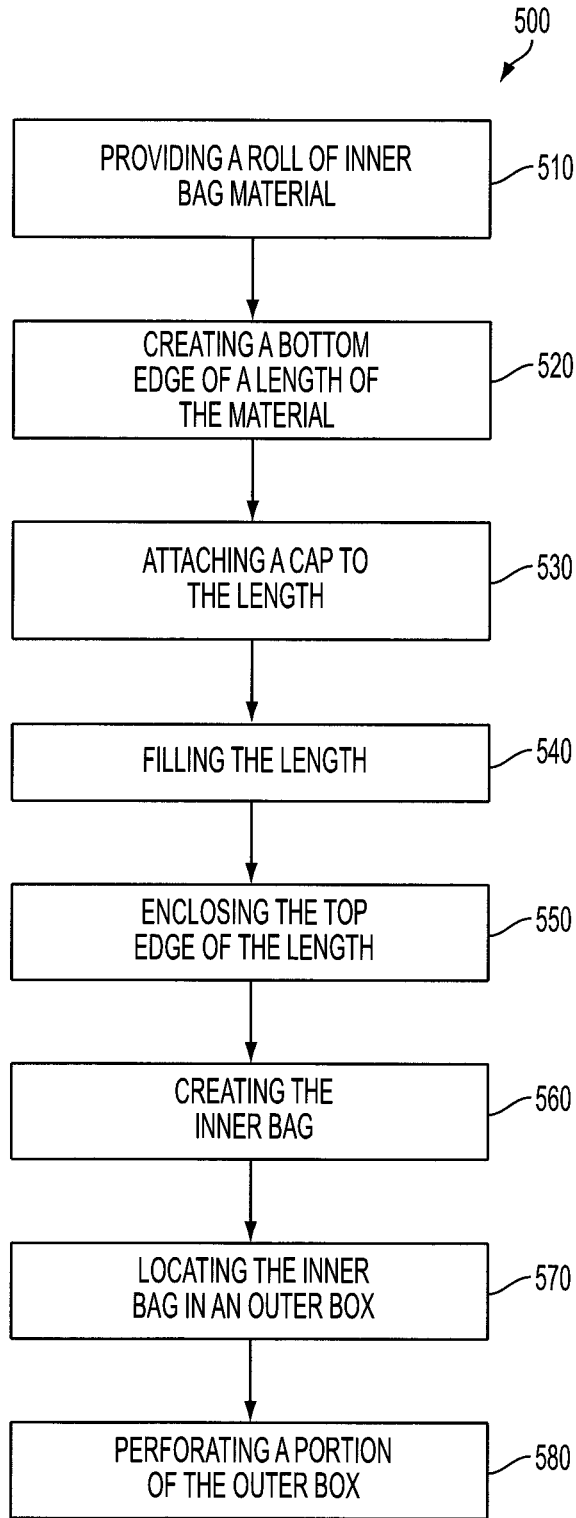 500
PROVIDING A ROLL OF INNER
BAG MATERIAL
510
CREATING A BOTTOM
EDGE OF A LENGTH OF
THE MATERIAL
520
ATTACHING A CAP TO
THE LENGTH
530
FILLING THE LENGTH
540
ENCLOSING THE TOP
EDGE OF THE LENGTH
550
CREATING THE
INNER BAG
560
LOCATING THE INNER
BAG IN AN OUTER BOX
570
PERFORATING A PORTION
OF THE OUTER BOX
580